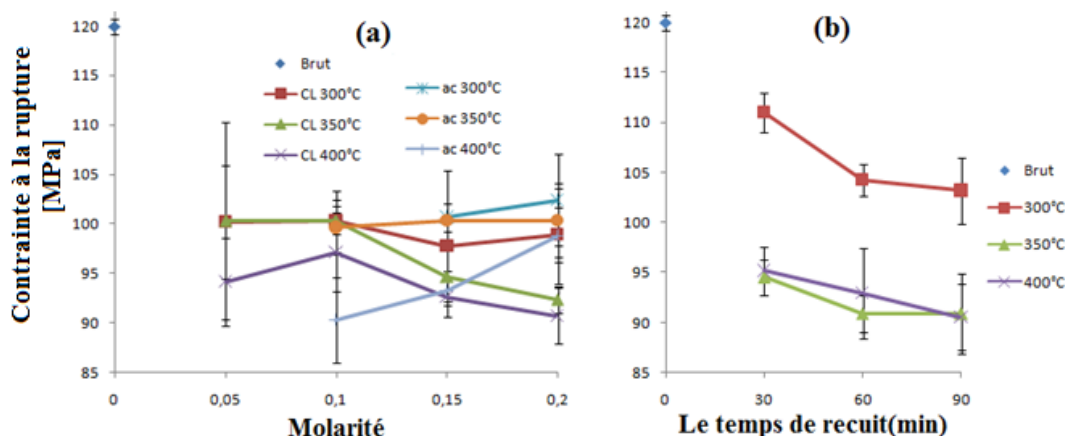 Contrainte à la rupture
[MPa]
(a)
120
115
110
105
100
95
90
85
Brut
CL 300°C
CL 350°C
CL 400°C
ac 300°C
ac 350°C
ac 400°C
0
0,05
0,1
0,15
0,2
Molarité
(b)
120
115
110
105
100
95
90
85
Brut
300°C
350°C
400°C
0
30
60
90
Le temps de recuit(min)